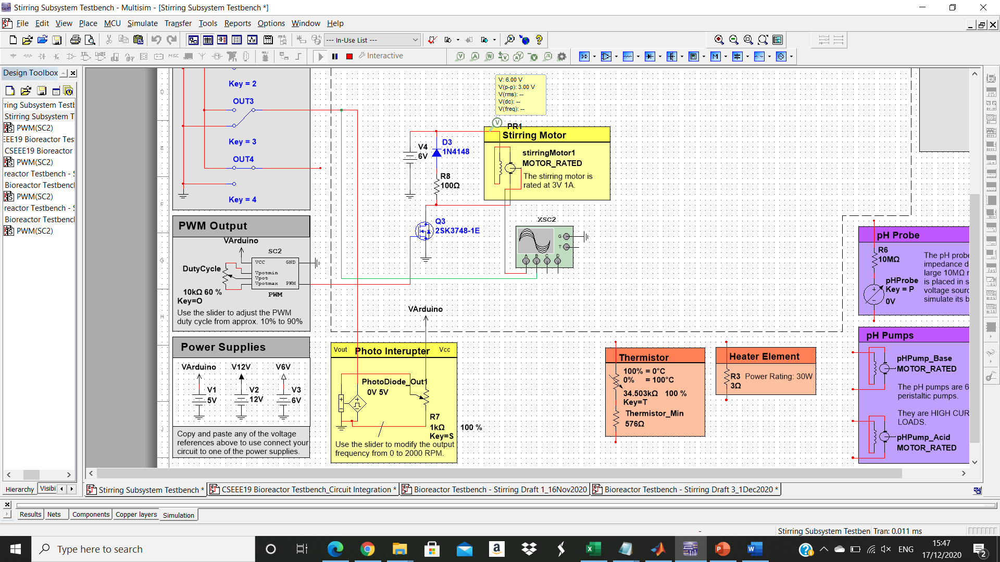 Stirring Subsystem Testbench - Multisim - [Stirring Subsystem Testbench *]
File Edit View Place MCU Simulate Transfer Tools Reports Options Window Help
--- In-Use List ---
MISC
Interactive
Design Toolbox
rring Subsystem Testb
Stirring Subsystem T
PWM(SC2)
EEE19 Bioreactor Tes
CSEEE19 Bioreactor
PWM(SC2)
reactor Testbench - S
Bioreactor Testbencl
PWM(SC2)
reactor Testbench - S
Bioreactor Testbencl
PWM(SC2)
Hierarchy
Visibi
D
E
F
G
H
I
J
Key = 2
OUT3
Key = 3
OUT4
Key = 4
PWM Output
VArduino
SC2
VCC GND
Vpotmin
Vpot
Vpotmax PWM
DutyCycle
10kΩ 60 %
Key=O
PWM
Use the slider to adjust the PWM
duty cycle from approx. 10% to 90%
Power Supplies
VArduino V12V V6V
V1
5V
V2
12V
V3
6V
Copy and paste any of the voltage
references above to use connect your
circuit to one of the power supplies.
V: 6.00 V
V(p-p): 3.00 V
V(rms): --
V(dc): --
V(freq): --
V
PR1
Stirring Motor
stirringMotor1
MOTOR_RATED
The stirring motor is
rated at 3V 1A.
V4
6V
D3
1N4148
R8
100Ω
Q3
2SK3748-1E
XSC2
G
T
A B C D
VArduino
Vout Photo Interupter Vcc
PhotoDiode_Out1
0V 5V
R7
1kΩ 100 %
Key=S
Use the slider to modify the output
frequency from 0 to 2000 RPM.
Thermistor
100% = 0°C
0% = 100°C
34.503kΩ 100 %
Key=T
Thermistor_Min
576Ω
Heater Element
R3 Power Rating: 30W
3Ω
pH Probe
R6
10MΩ
pHProbe
Key = P
0V
The pH probe
impedance d
large 10MΩ r
is placed in s
voltage sourc
simulate its b
pH Pumps
pHPump_Base
MOTOR_RATED
The pH pumps are 6
peristaltic pumps.
They are HIGH CUR
LOADS.
pHPump_Acid
MOTOR_RATED
Stirring Subsystem Testbench *
CSEEE19 Bioreactor Testbench_Circuit Integration *
Bioreactor Testbench - Stirring Draft 1_16Nov2020
Bioreactor Testbench - Stirring Draft 3_1Dec2020 *
Results Nets Components Copper layers Simulation
- Stirring Subsystem Testben Tran: 0.011 ms
Type here to search
ENG
15:47
17/12/2020
2